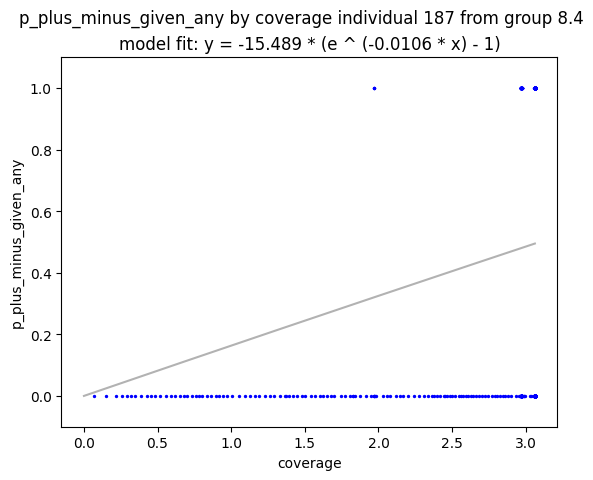 p_plus_minus_given_any by coverage individual 187 from group 8.4
model fit: y = -15.489 * (e ^ (-0.0106 * x) - 1)
1.0
0.8
0.6
0.4
0.2
0.0
p_plus_minus_given_any
0.0 0.5 1.0 1.5 2.0 2.5 3.0
coverage